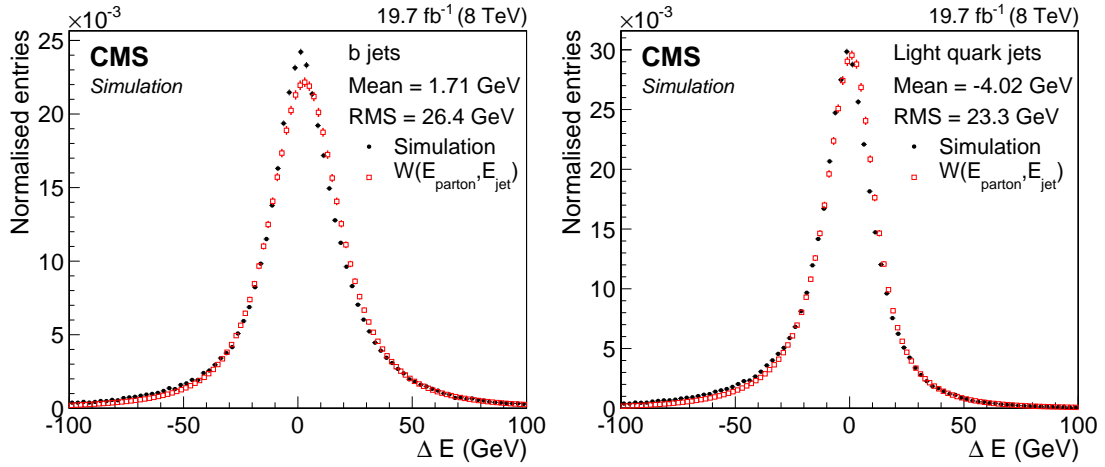 ×10⁻³
19.7 fb⁻¹ (8 TeV)
25
20
15
10
5
0
Normalised entries
CMS
Simulation
b jets
Mean = 1.71 GeV
RMS = 26.4 GeV
Simulation
W(E_parton,E_jet)
-100 -50 0 50 100
Δ E (GeV)
×10⁻³
19.7 fb⁻¹ (8 TeV)
30
25
20
15
10
5
0
Normalised entries
CMS
Simulation
Light quark jets
Mean = -4.02 GeV
RMS = 23.3 GeV
Simulation
W(E_parton,E_jet)
-100 -50 0 50 100
Δ E (GeV)